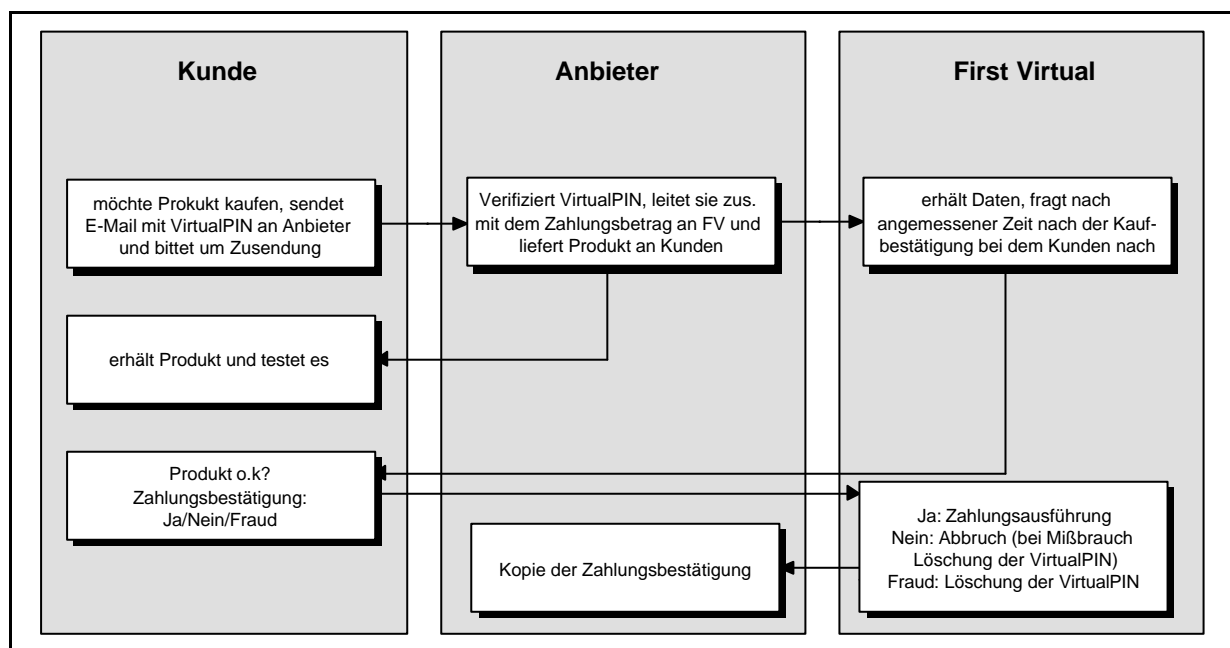 Kunde
Anbieter
First Virtual
möchte Prokukt kaufen, sendet
E-Mail mit VirtualPIN an Anbieter
und bittet um Zusendung
Verifiziert VirtualPIN, leitet sie zus.
mit dem Zahlungsbetrag an FV und
liefert Produkt an Kunden
erhält Daten, fragt nach
angemessener Zeit nach der Kauf-
bestätigung bei dem Kunden nach
erhält Produkt und testet es
Produkt o.k?
Zahlungsbestätigung:
Ja/Nein/Fraud
Ja: Zahlungsausführung
Nein: Abbruch (bei Mißbrauch
Löschung der VirtualPIN)
Fraud: Löschung der VirtualPIN
Kopie der Zahlungsbestätigung